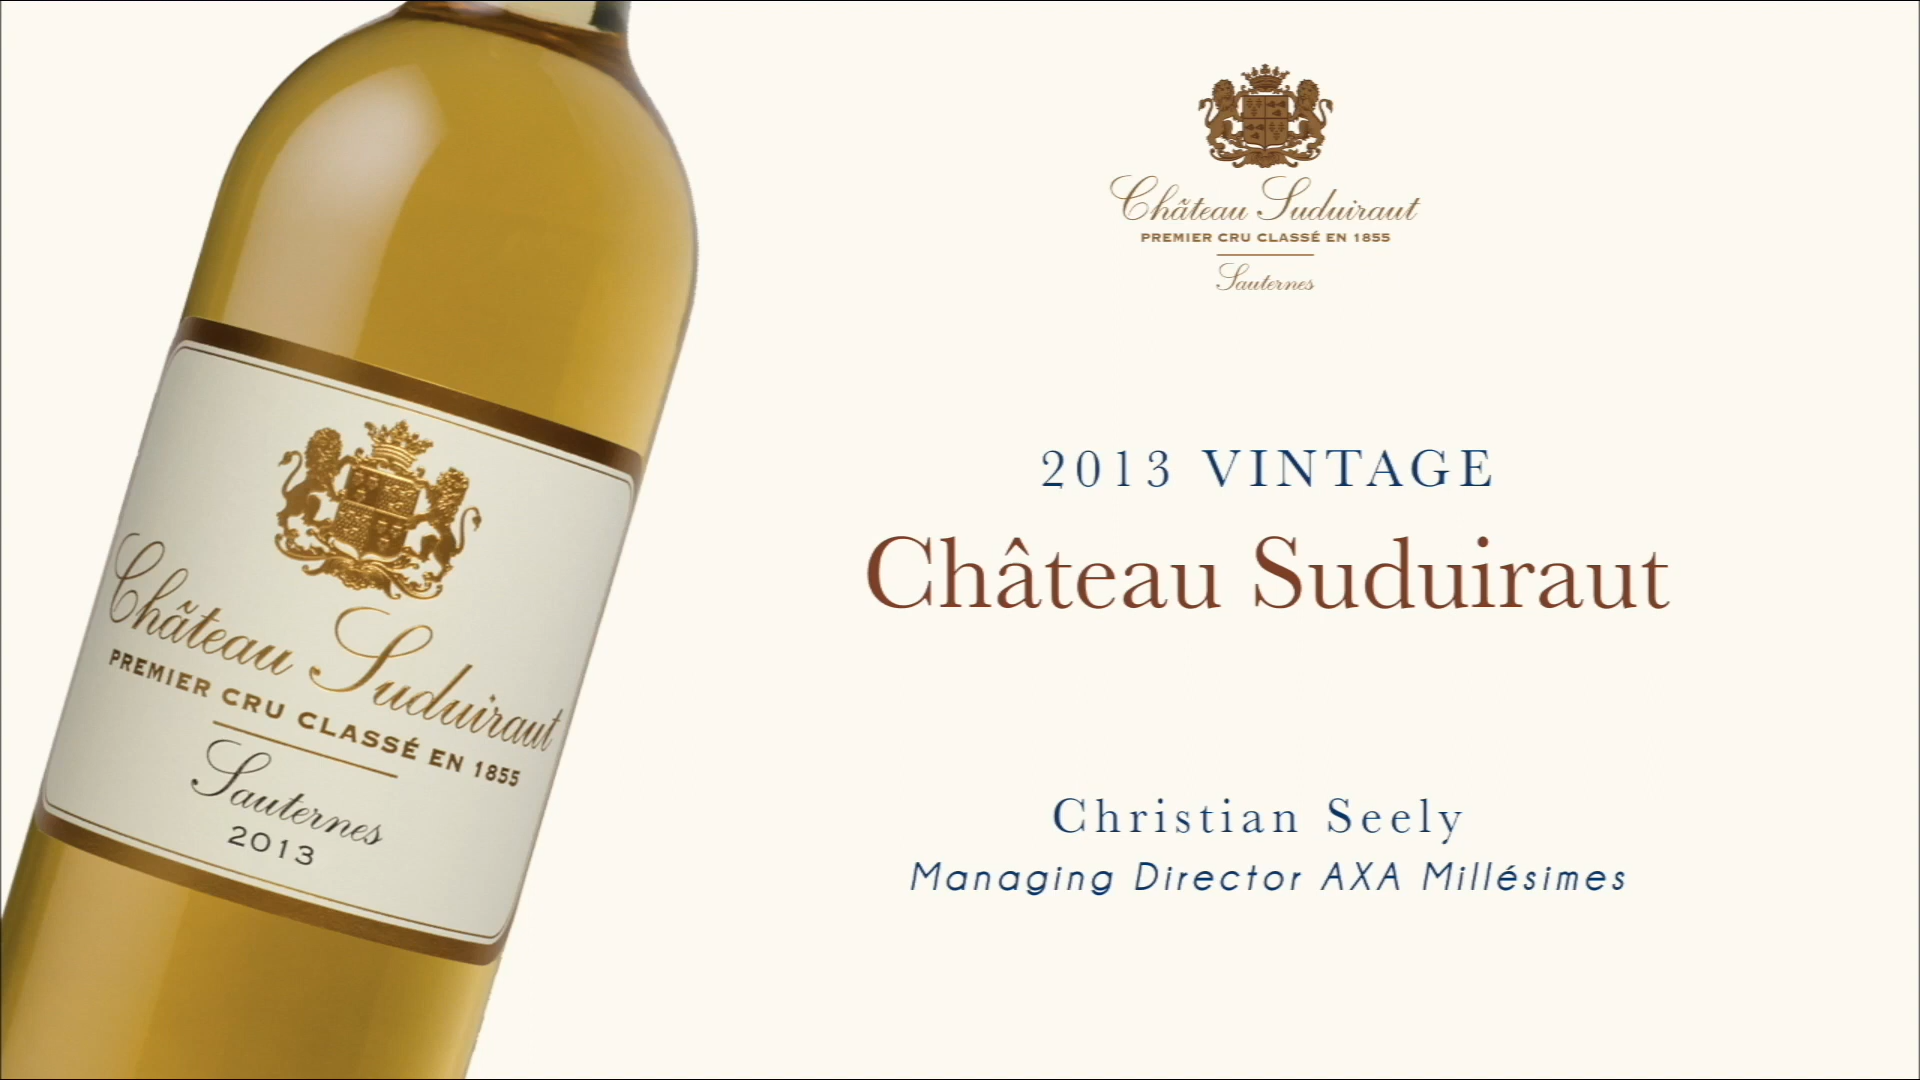 Château Suduiraut
PREMIER CRU CLASSÉ EN 1855
Sauternes
2013
Château Suduiraut
PREMIER CRU CLASSÉ EN 1855
Sauternes
2013 VINTAGE
Château Suduiraut
Christian Seely
Managing Director AXA Millésimes